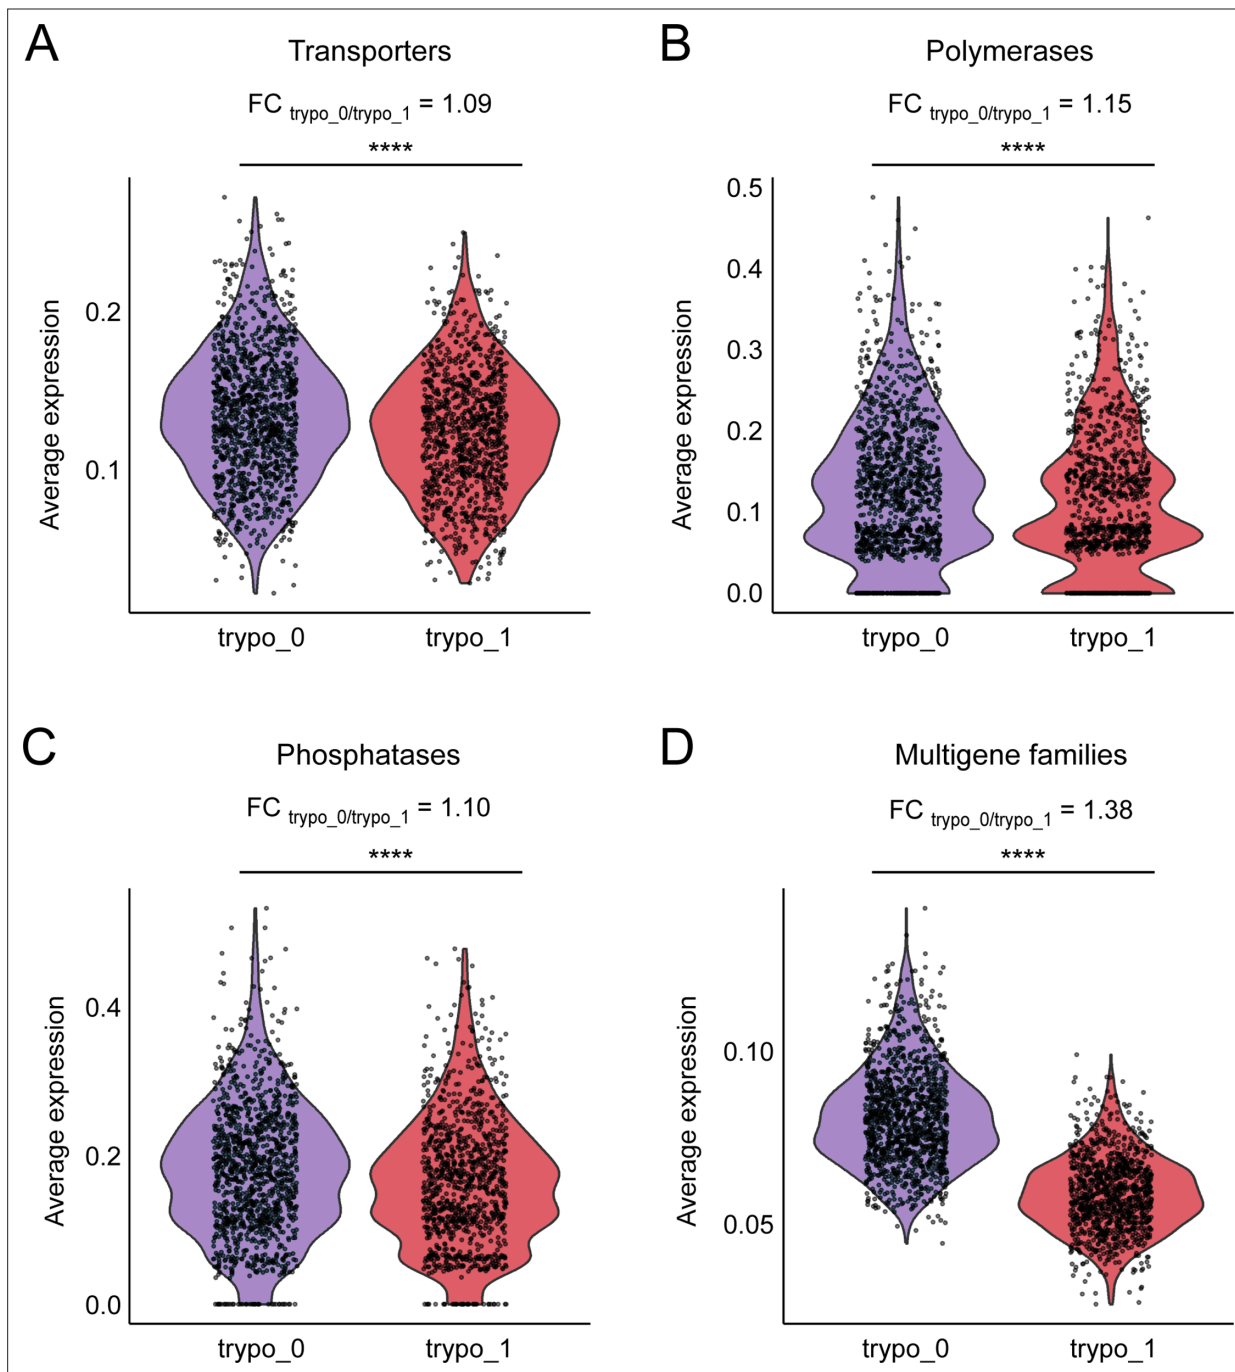 A
Transporters
FC trypo_0/trypo_1 = 1.09
****
Average expression
0.2
0.1
trypo_0
trypo_1
B
Polymerases
FC trypo_0/trypo_1 = 1.15
****
Average expression
0.5
0.4
0.3
0.2
0.1
0.0
trypo_0
trypo_1
C
Phosphatases
FC trypo_0/trypo_1 = 1.10
****
Average expression
0.4
0.2
0.0
trypo_0
trypo_1
D
Multigene families
FC trypo_0/trypo_1 = 1.38
****
Average expression
0.10
0.05
trypo_0
trypo_1